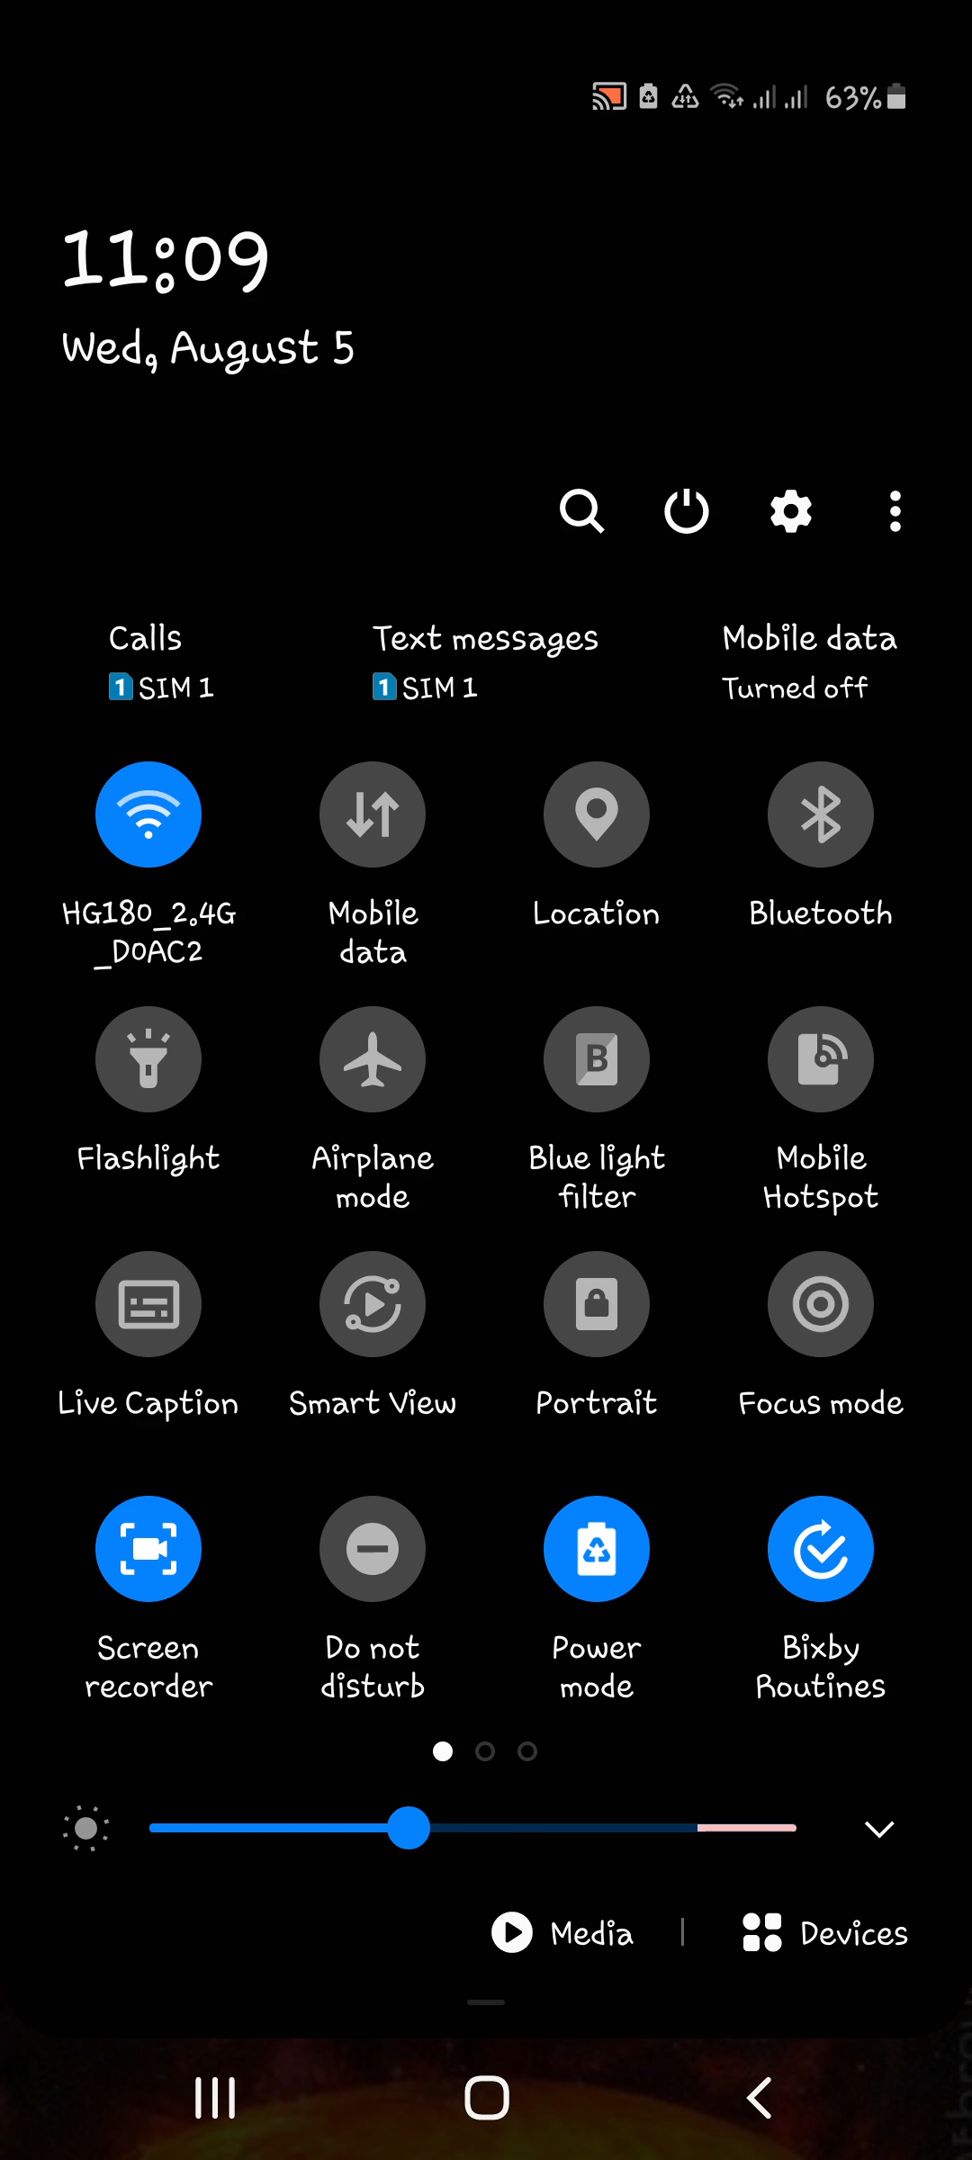 63%
11:09
Wed, August 5
Calls
1 SIM 1
Text messages
1 SIM 1
Mobile data
Turned off
HG180_2.4G
_D0AC2
Mobile
data
Location
Bluetooth
Flashlight
Airplane
mode
B
Blue light
filter
Mobile
Hotspot
Live Caption
Smart View
Portrait
Focus mode
Screen
recorder
Do not
disturb
Power
mode
Bixby
Routines
Media
Devices